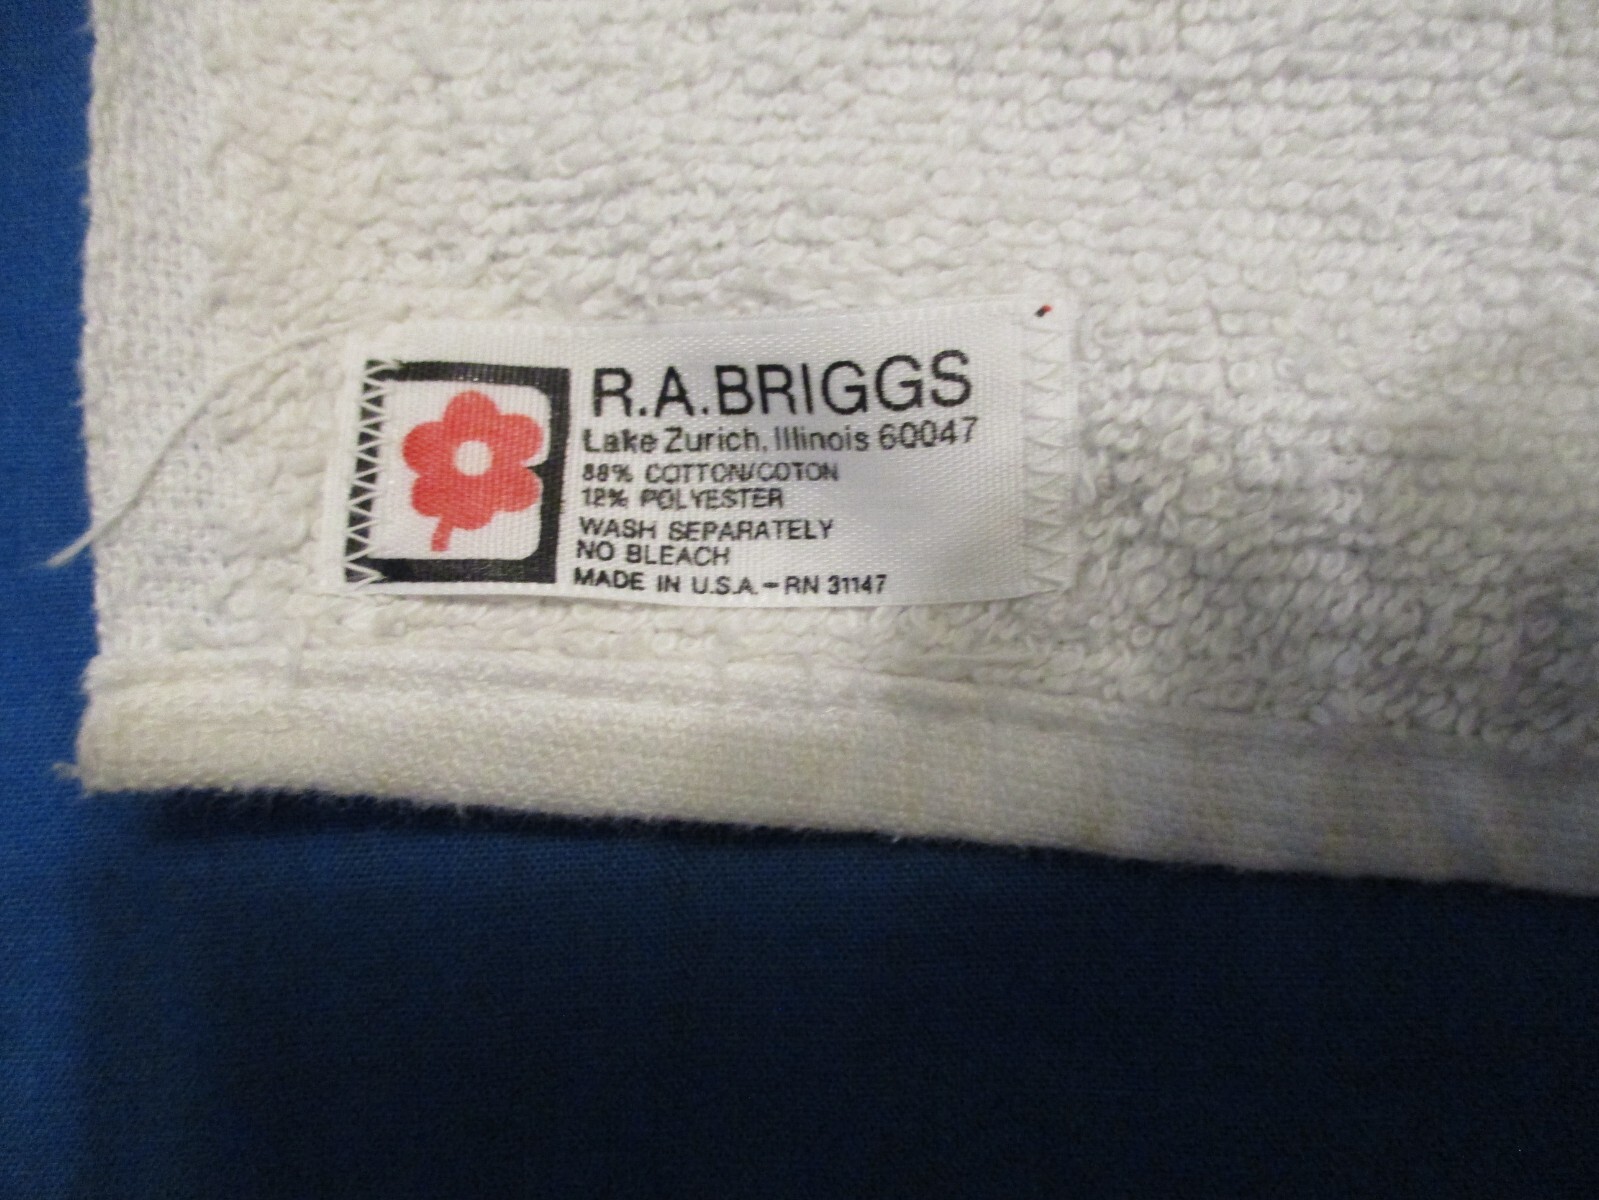 R.A.BRIGGS
Lake Zurich, Illinois 60047
88% COTTON/COTON
12% POLYESTER
WASH SEPARATELY
NO BLEACH
MADE IN U.S.A. - RN 31147